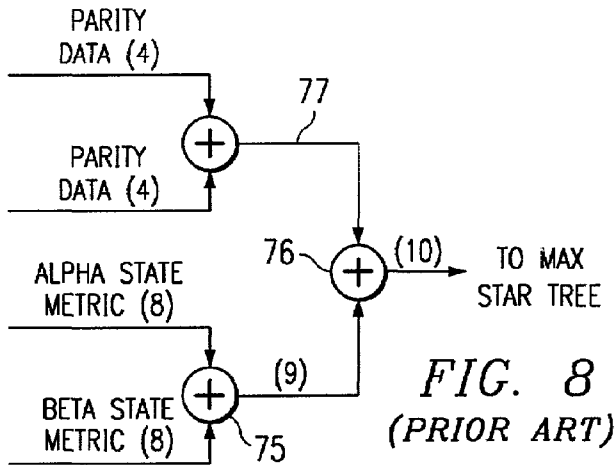 PARITY
DATA (4)
77
PARITY
DATA (4)
76
(10)
TO MAX
STAR TREE
ALPHA STATE
METRIC (8)
(9)
BETA STATE
METRIC (8)
75
FIG. 8
(PRIOR ART)